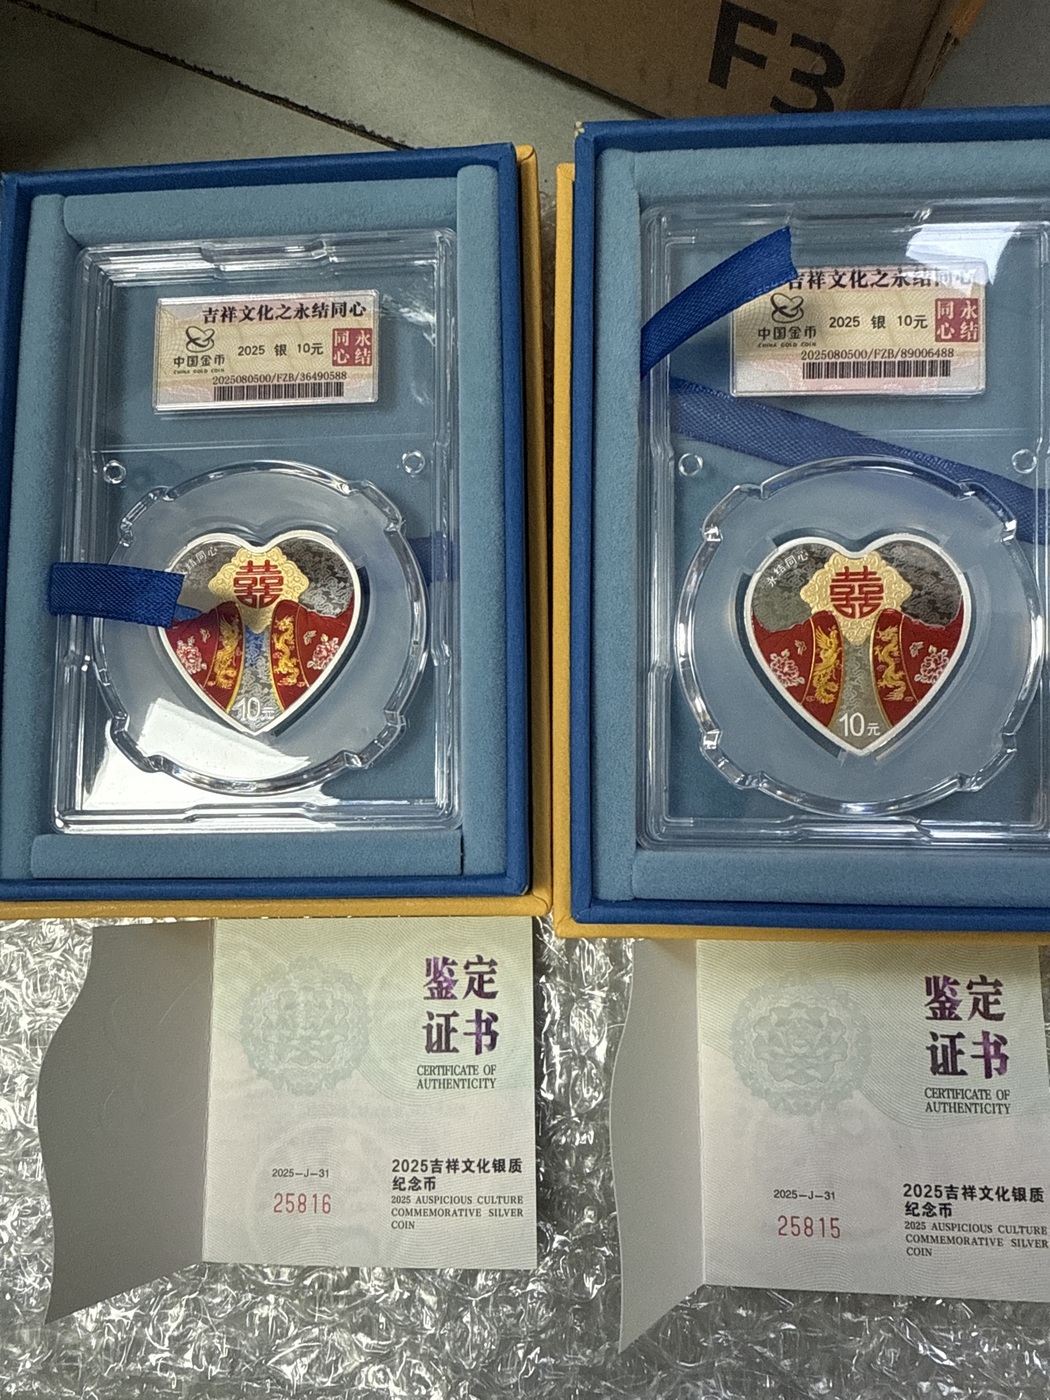 F3
吉祥文化之永结同心
中国金币
CHINA GOLD COIN
2025 银 10元
永结
同心
2025080500/FZB/36490588
永结同心
囍
10元
吉祥文化之永结同心
中国金币
CHINA GOLD COIN
2025 银 10元
永结
同心
2025080500/FZB/89006488
永结同心
囍
10元
鉴定
证书
CERTIFICATE OF
AUTHENTICITY
2025-J-31
25816
2025吉祥文化银质
纪念币
2025 AUSPICIOUS CULTURE
COMMEMORATIVE SILVER
COIN
鉴定
证书
CERTIFICATE OF
AUTHENTICITY
2025-J-31
25815
2025吉祥文化银质
纪念币
2025 AUSPICIOUS CULTURE
COMMEMORATIVE SILVER
COIN